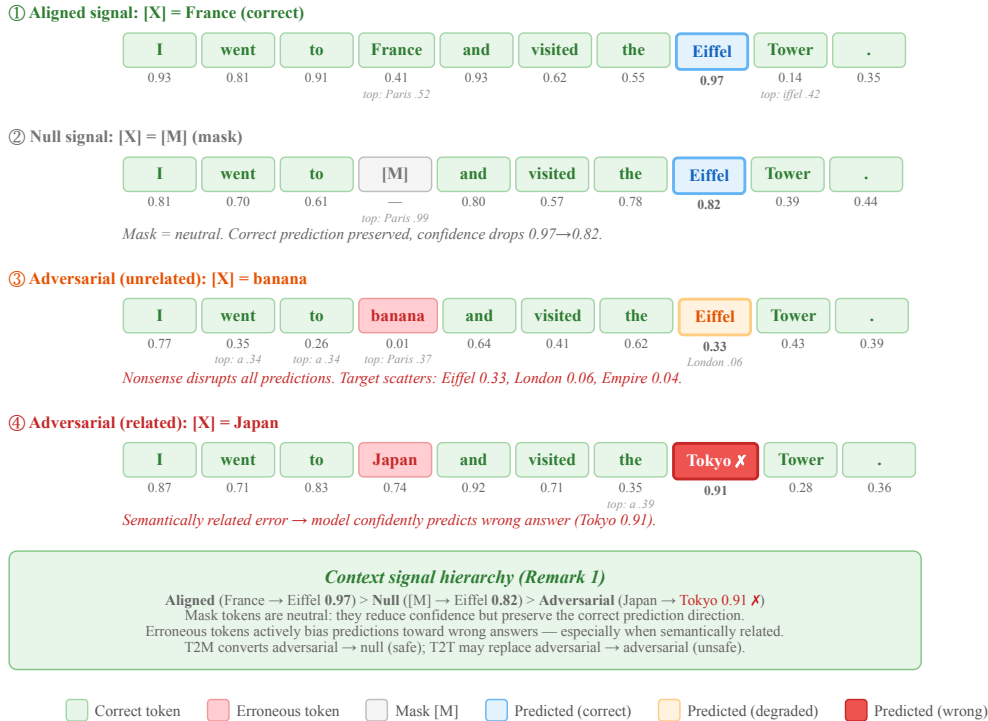 ① Aligned signal: [X] = France (correct)
I went to France and visited the Eiffel Tower .
0.93 0.81 0.91 0.41 0.93 0.62 0.55 0.97 0.14 0.35
top: Paris .52 top: iffel .42
② Null signal: [X] = [M] (mask)
I went to [M] and visited the Eiffel Tower .
0.81 0.70 0.61 — 0.80 0.57 0.78 0.82 0.39 0.44
top: Paris .99
Mask = neutral. Correct prediction preserved, confidence drops 0.97→0.82.
③ Adversarial (unrelated): [X] = banana
I went to banana and visited the Eiffel Tower .
0.77 0.35 0.26 0.01 0.64 0.41 0.62 0.33 0.43 0.39
top: a .34 top: a .34 top: Paris .37 London .06
Nonsense disrupts all predictions. Target scatters: Eiffel 0.33, London 0.06, Empire 0.04.
④ Adversarial (related): [X] = Japan
I went to Japan and visited the Tokyo ✗ Tower .
0.87 0.71 0.83 0.74 0.92 0.71 0.35 0.91 0.28 0.36
top: a .39
Semantically related error → model confidently predicts wrong answer (Tokyo 0.91).
Context signal hierarchy (Remark 1)
Aligned (France → Eiffel 0.97) > Null ([M] → Eiffel 0.82) > Adversarial (Japan → Tokyo 0.91 ✗)
Mask tokens are neutral: they reduce confidence but preserve the correct prediction direction.
Erroneous tokens actively bias predictions toward wrong answers — especially when semantically related.
T2M converts adversarial → null (safe); T2T may replace adversarial → adversarial (unsafe).
Correct token Erroneous token Mask [M] Predicted (correct) Predicted (degraded) Predicted (wrong)